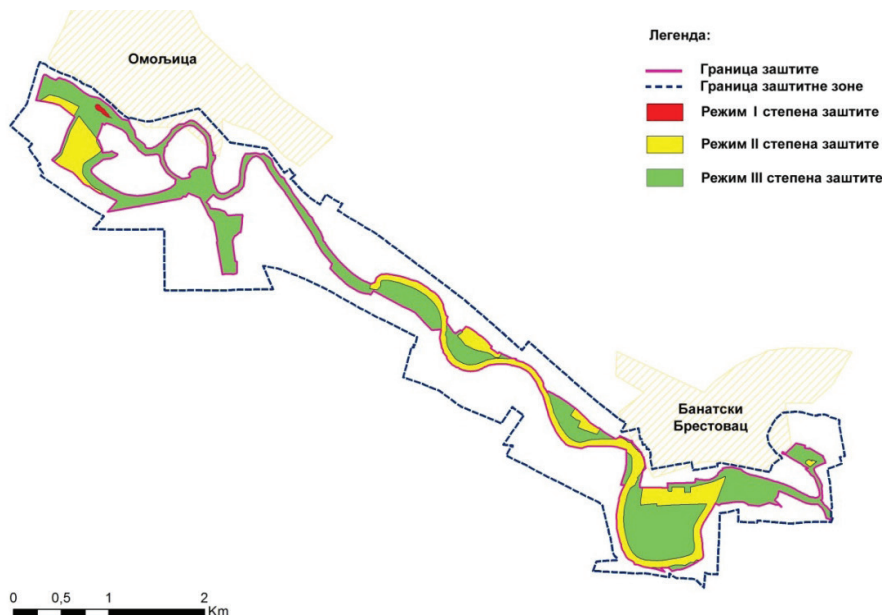 Омољица
Легенда:
Граница заштите
Граница заштитне зоне
Режим I степена заштите
Режим II степена заштите
Режим III степена заштите
Банатски
Брестовац
0 0,5 1 2
Km